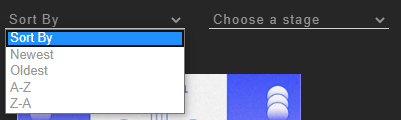 Sort By
Choose a stage
Sort By
Newest
Oldest
A-Z
Z-A